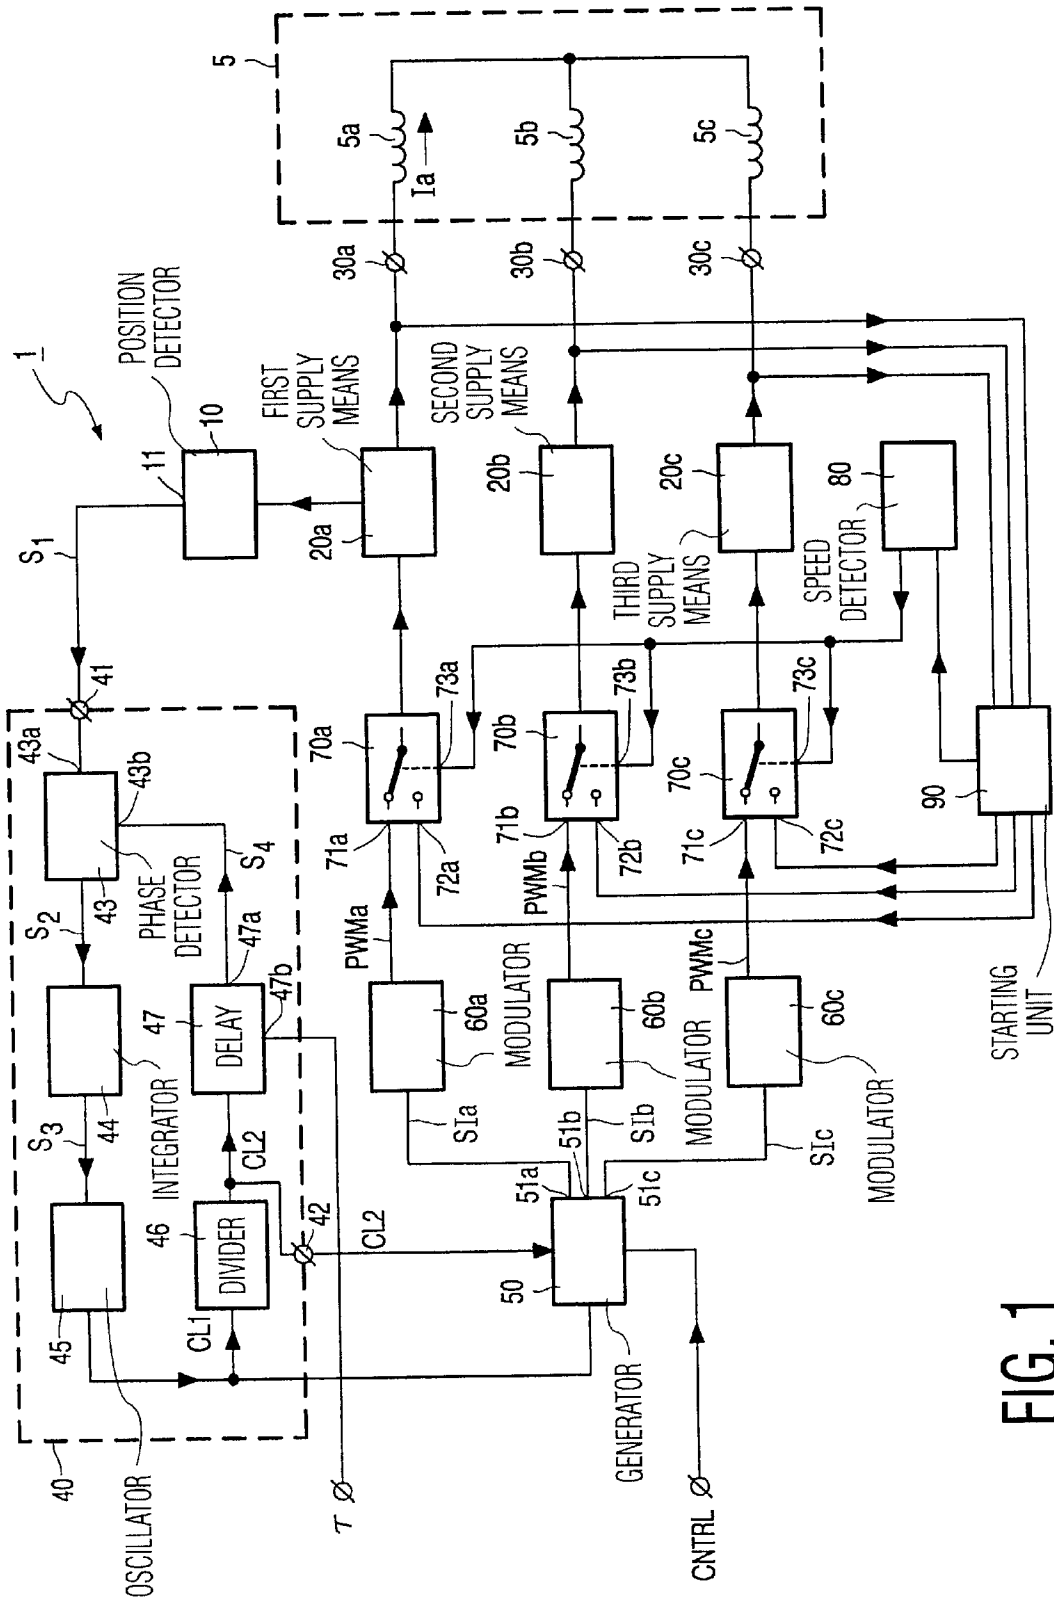 1
5
5a
Ia
5b
5c
30a
30b
30c
POSITION
DETECTOR
10
11
S1
FIRST
SUPPLY
MEANS
20a
SECOND
SUPPLY
MEANS
20b
THIRD
SUPPLY
MEANS
20c
SPEED
DETECTOR
80
41
43a
43b
43
PHASE
DETECTOR
S2
S4
44
INTEGRATOR
S3
45
OSCILLATOR
40
46
DIVIDER
CL1
CL2
47
DELAY
47a
47b
42
CL2
τ
50
GENERATOR
CNTRL
51a
51b
51c
SIa
SIb
SIc
60a
MODULATOR
60b
MODULATOR
60c
MODULATOR
PWMa
PWMb
PWMc
70a
71a
72a
73a
70b
71b
72b
73b
70c
71c
72c
73c
90
STARTING
UNIT
FIG. 1